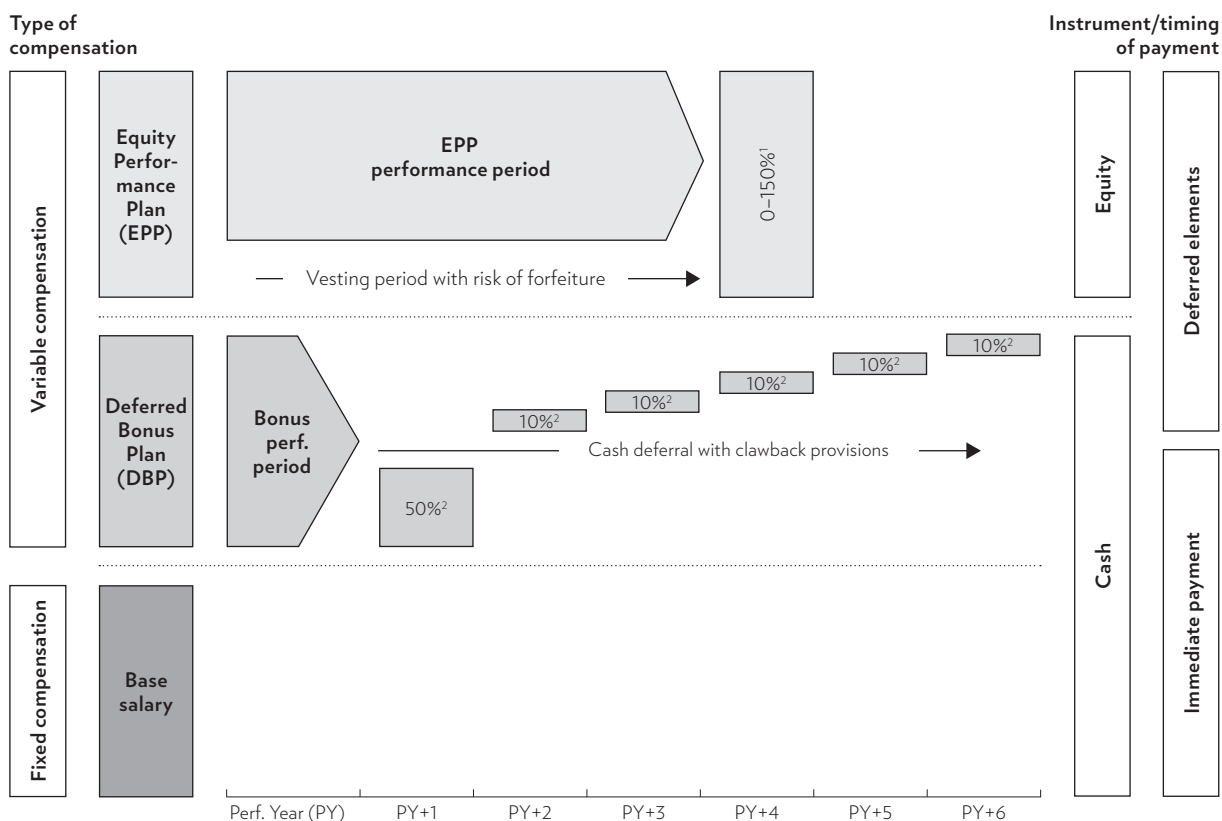 Type of
compensation
Instrument/timing
of payment
Variable compensation
Equity
Perfor-
mance
Plan
(EPP)
EPP
performance period
0–150%¹
Vesting period with risk of forfeiture
Equity
Deferred elements
Deferred
Bonus
Plan
(DBP)
Bonus
perf.
period
50%²
10%²
10%²
10%²
10%²
10%²
Cash deferral with clawback provisions
Cash
Immediate payment
Fixed compensation
Base
salary
Perf. Year (PY) PY+1 PY+2 PY+3 PY+4 PY+5 PY+6